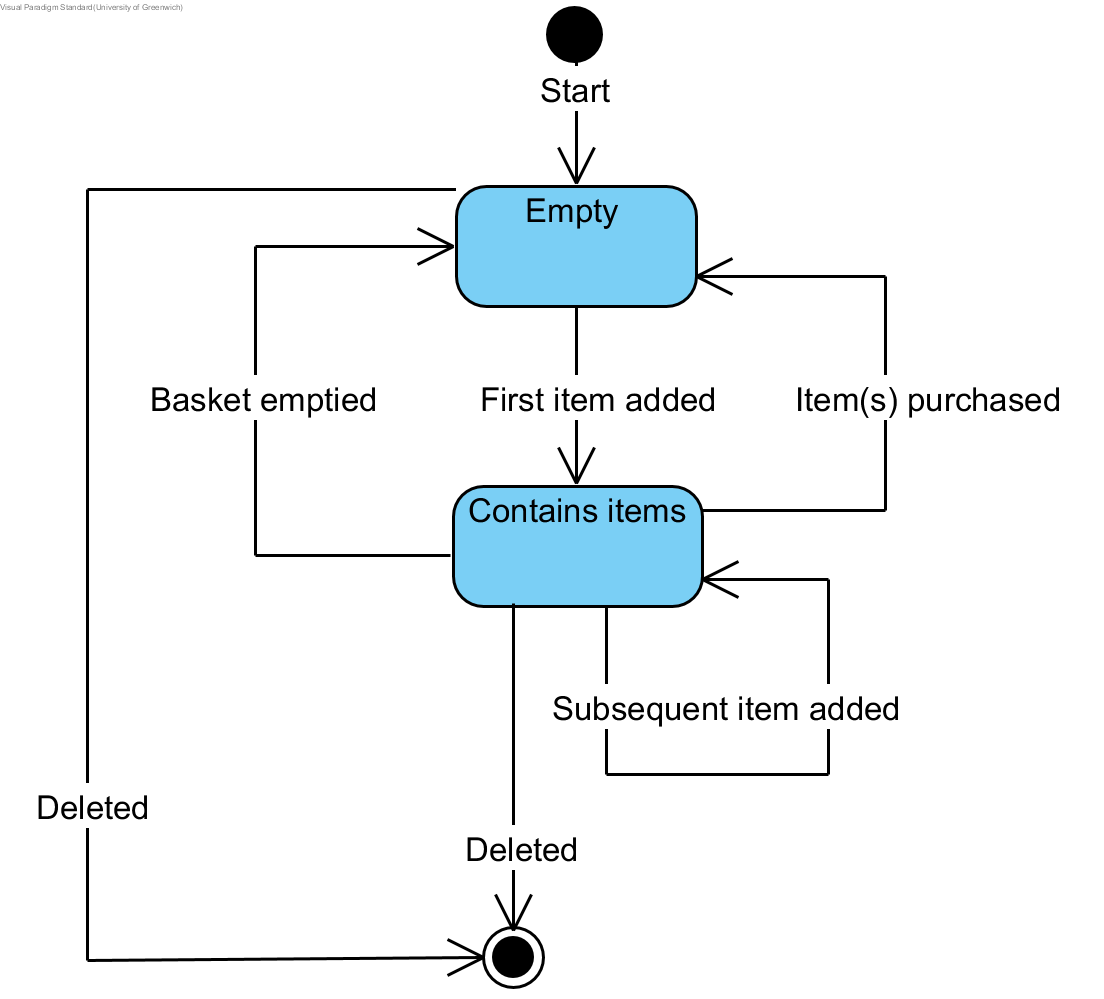 Visual Paradigm Standard(University of Greenwich)
Start
Empty
Basket emptied
First item added
Item(s) purchased
Contains items
Subsequent item added
Deleted
Deleted